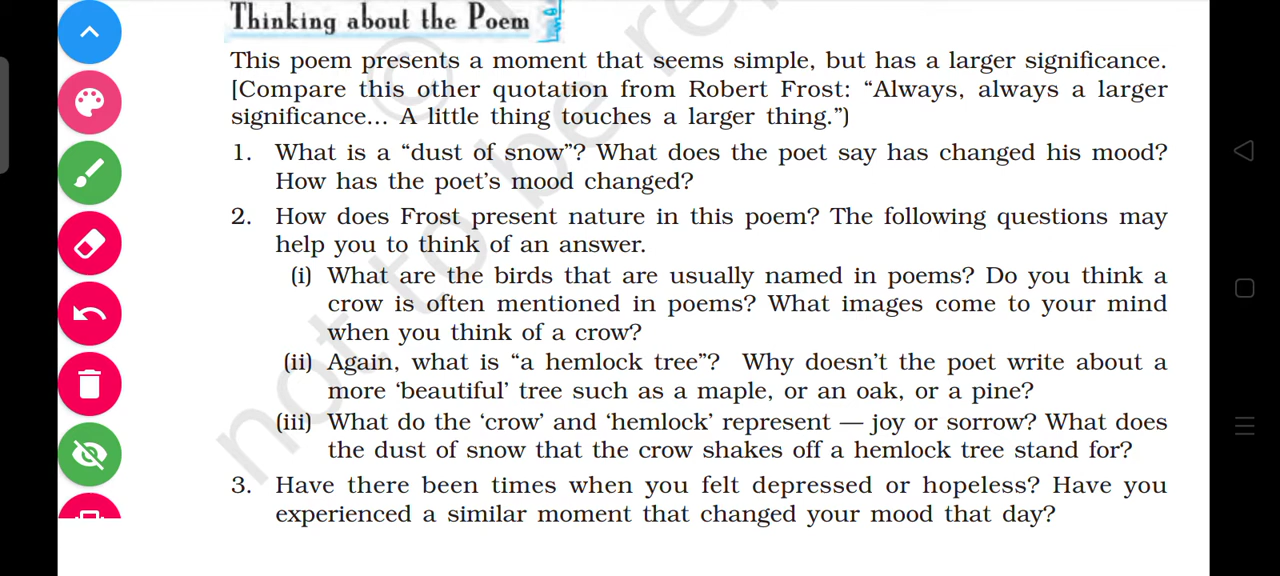 Thinking about the Poem
This poem presents a moment that seems simple, but has a larger significance.
[Compare this other quotation from Robert Frost: “Always, always a larger
significance... A little thing touches a larger thing.”)
1. What is a “dust of snow”? What does the poet say has changed his mood?
How has the poet’s mood changed?
2. How does Frost present nature in this poem? The following questions may
help you to think of an answer.
(i) What are the birds that are usually named in poems? Do you think a
crow is often mentioned in poems? What images come to your mind
when you think of a crow?
(ii) Again, what is “a hemlock tree”? Why doesn’t the poet write about a
more ‘beautiful’ tree such as a maple, or an oak, or a pine?
(iii) What do the ‘crow’ and ‘hemlock’ represent — joy or sorrow? What does
the dust of snow that the crow shakes off a hemlock tree stand for?
3. Have there been times when you felt depressed or hopeless? Have you
experienced a similar moment that changed your mood that day?
©
not to be re